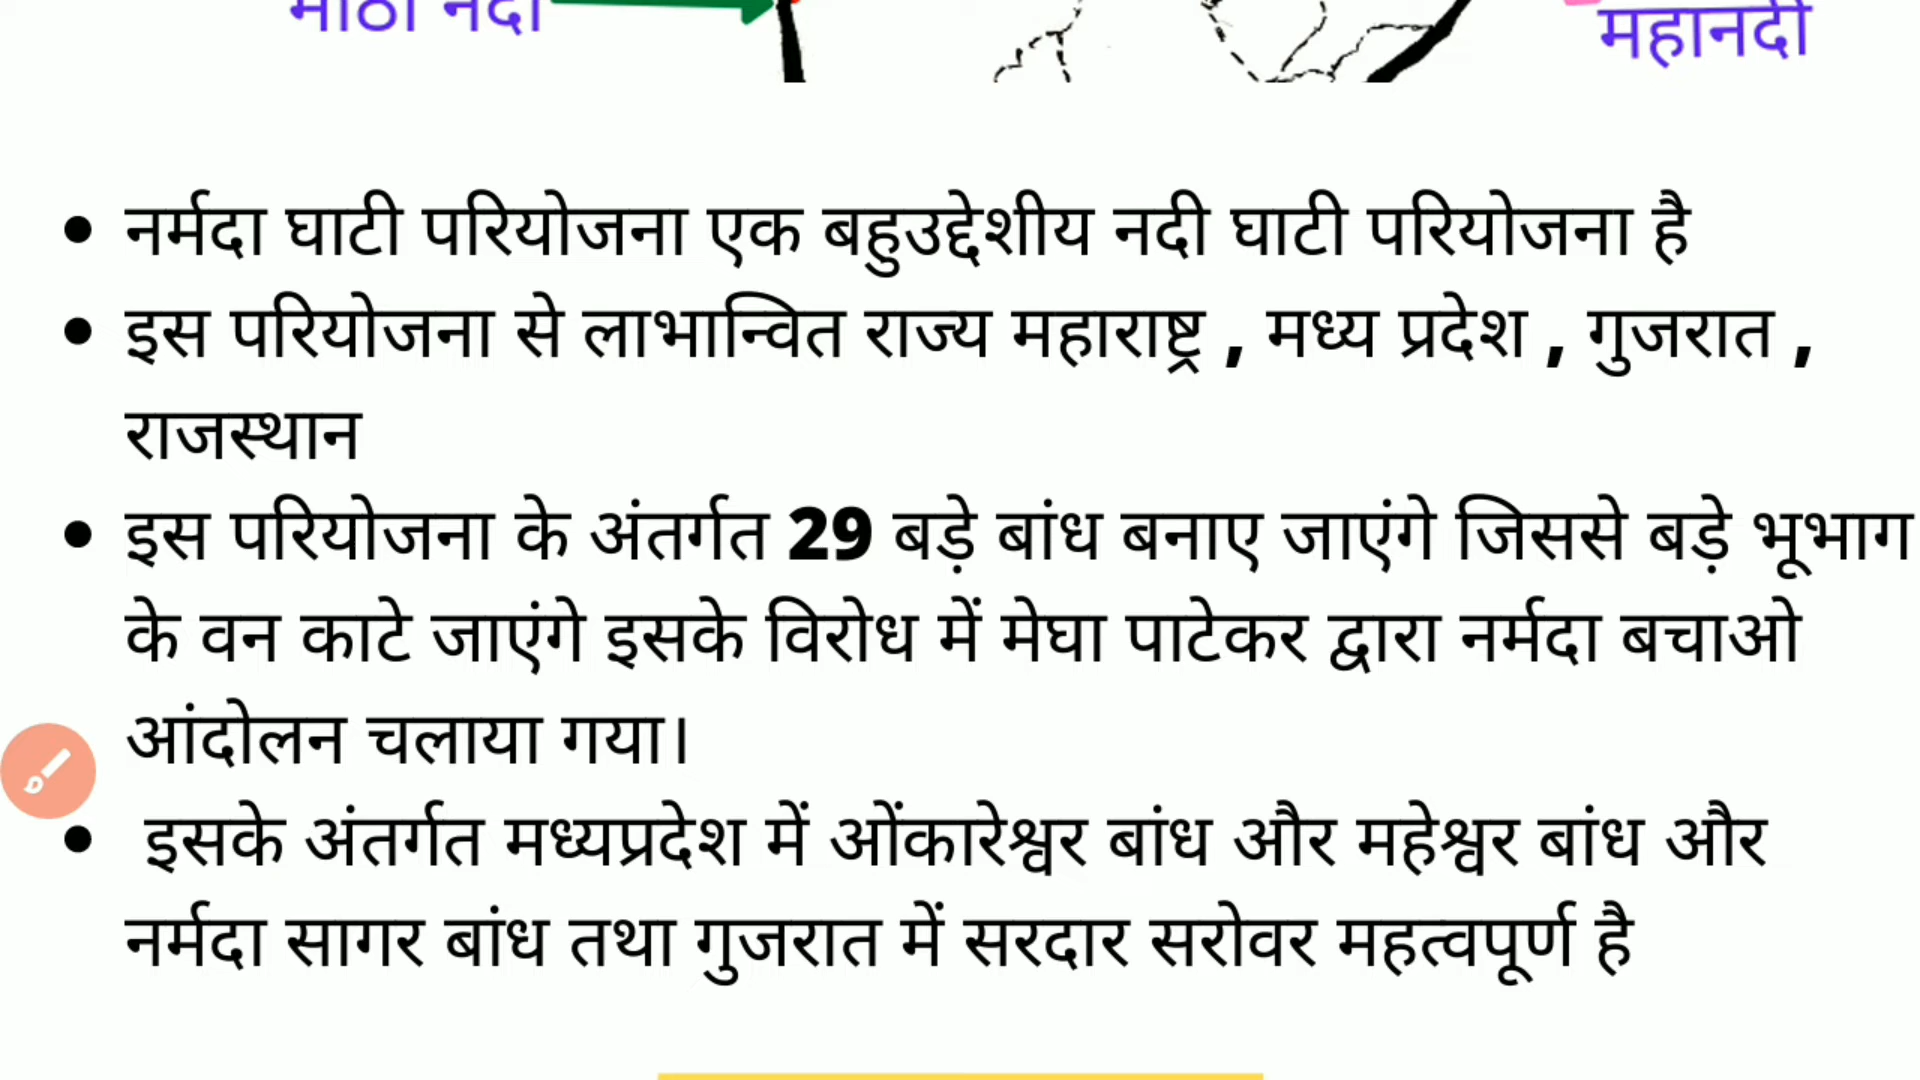 नदी
महानदी
नर्मदा घाटी परियोजना एक बहुउद्देशीय नदी घाटी परियोजना है
इस परियोजना से लाभान्वित राज्य महाराष्ट्र , मध्य प्रदेश , गुजरात ,
राजस्थान
इस परियोजना के अंतर्गत 29 बड़े बांध बनाए जाएंगे जिससे बड़े भूभाग
के वन काटे जाएंगे इसके विरोध में मेघा पाटेकर द्वारा नर्मदा बचाओ
आंदोलन चलाया गया।
इसके अंतर्गत मध्यप्रदेश में ओंकारेश्वर बांध और महेश्वर बांध और
नर्मदा सागर बांध तथा गुजरात में सरदार सरोवर महत्वपूर्ण है